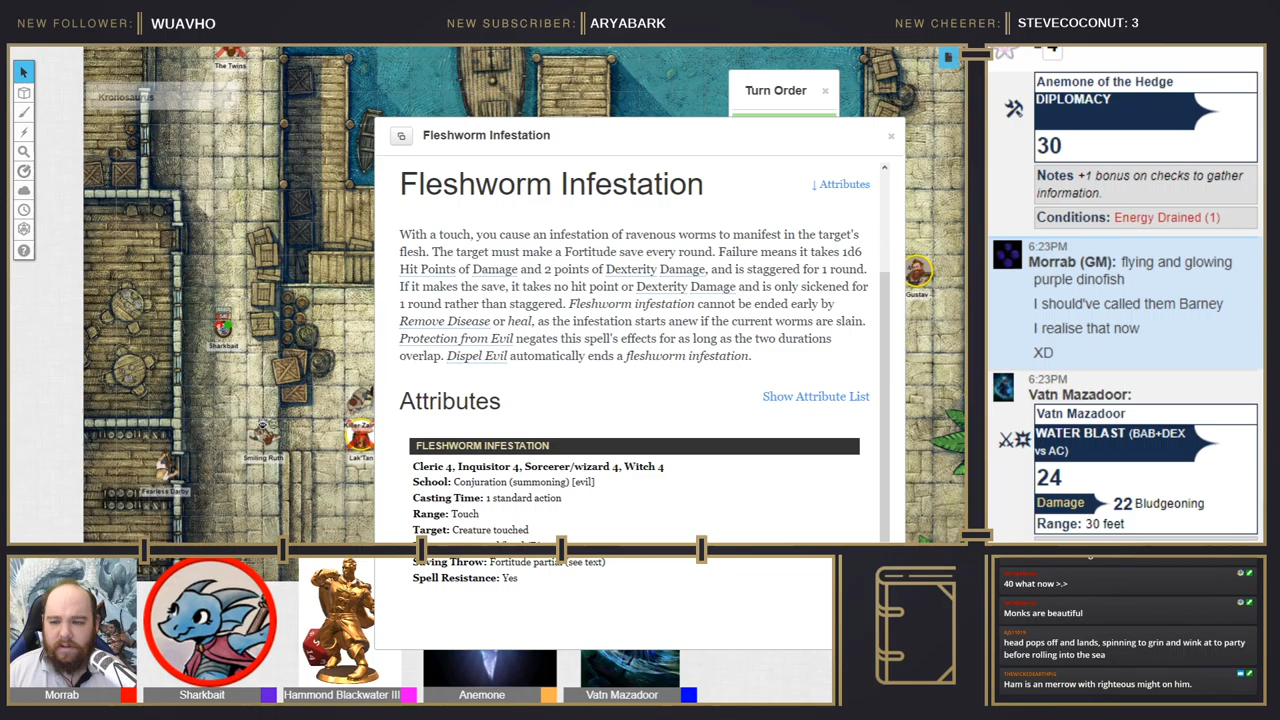 NEW FOLLOWER: WUAVHO
NEW SUBSCRIBER: ARYABARK
NEW CHEERER: STEVECOCONUT: 3
The Twins
Kronosaurus
Sharkbait
Smiling Ruth
Fearless Darby
Killer Zain
Lak'Tan
Gustav
Turn Order
Fleshworm Infestation
Fleshworm Infestation
↓ Attributes
With a touch, you cause an infestation of ravenous worms to manifest in the target's
flesh. The target must make a Fortitude save every round. Failure means it takes 1d6
Hit Points of Damage and 2 points of Dexterity Damage, and is staggered for 1 round.
If it makes the save, it takes no hit point or Dexterity Damage and is only sickened for
1 round rather than staggered. Fleshworm infestation cannot be ended early by
Remove Disease or heal, as the infestation starts anew if the current worms are slain.
Protection from Evil negates this spell's effects for as long as the two durations
overlap. Dispel Evil automatically ends a fleshworm infestation.
Attributes
Show Attribute List
FLESHWORM INFESTATION
Cleric 4, Inquisitor 4, Sorcerer/wizard 4, Witch 4
School: Conjuration (summoning) [evil]
Casting Time: 1 standard action
Range: Touch
Target: Creature touched
Saving Throw: Fortitude partial (see text)
Spell Resistance: Yes
Anemone of the Hedge
DIPLOMACY
30
Notes +1 bonus on checks to gather
information.
Conditions: Energy Drained (1)
6:23PM
Morrab (GM): flying and glowing
purple dinofish
I should've called them Barney
I realise that now
XD
6:23PM
Vatn Mazadoor:
Vatn Mazadoor
WATER BLAST (BAB+DEX
vs AC)
24
Damage 22 Bludgeoning
Range: 30 feet
Morrab
Sharkbait
Hammond Blackwater III
Anemone
Vatn Mazadoor
40 what now >.>
Monks are beautiful
head pops off and lands, spinning to grin and wink at to party
before rolling into the sea
THEWICKEDEARTHPIG
Ham is an merrow with righteous might on him.